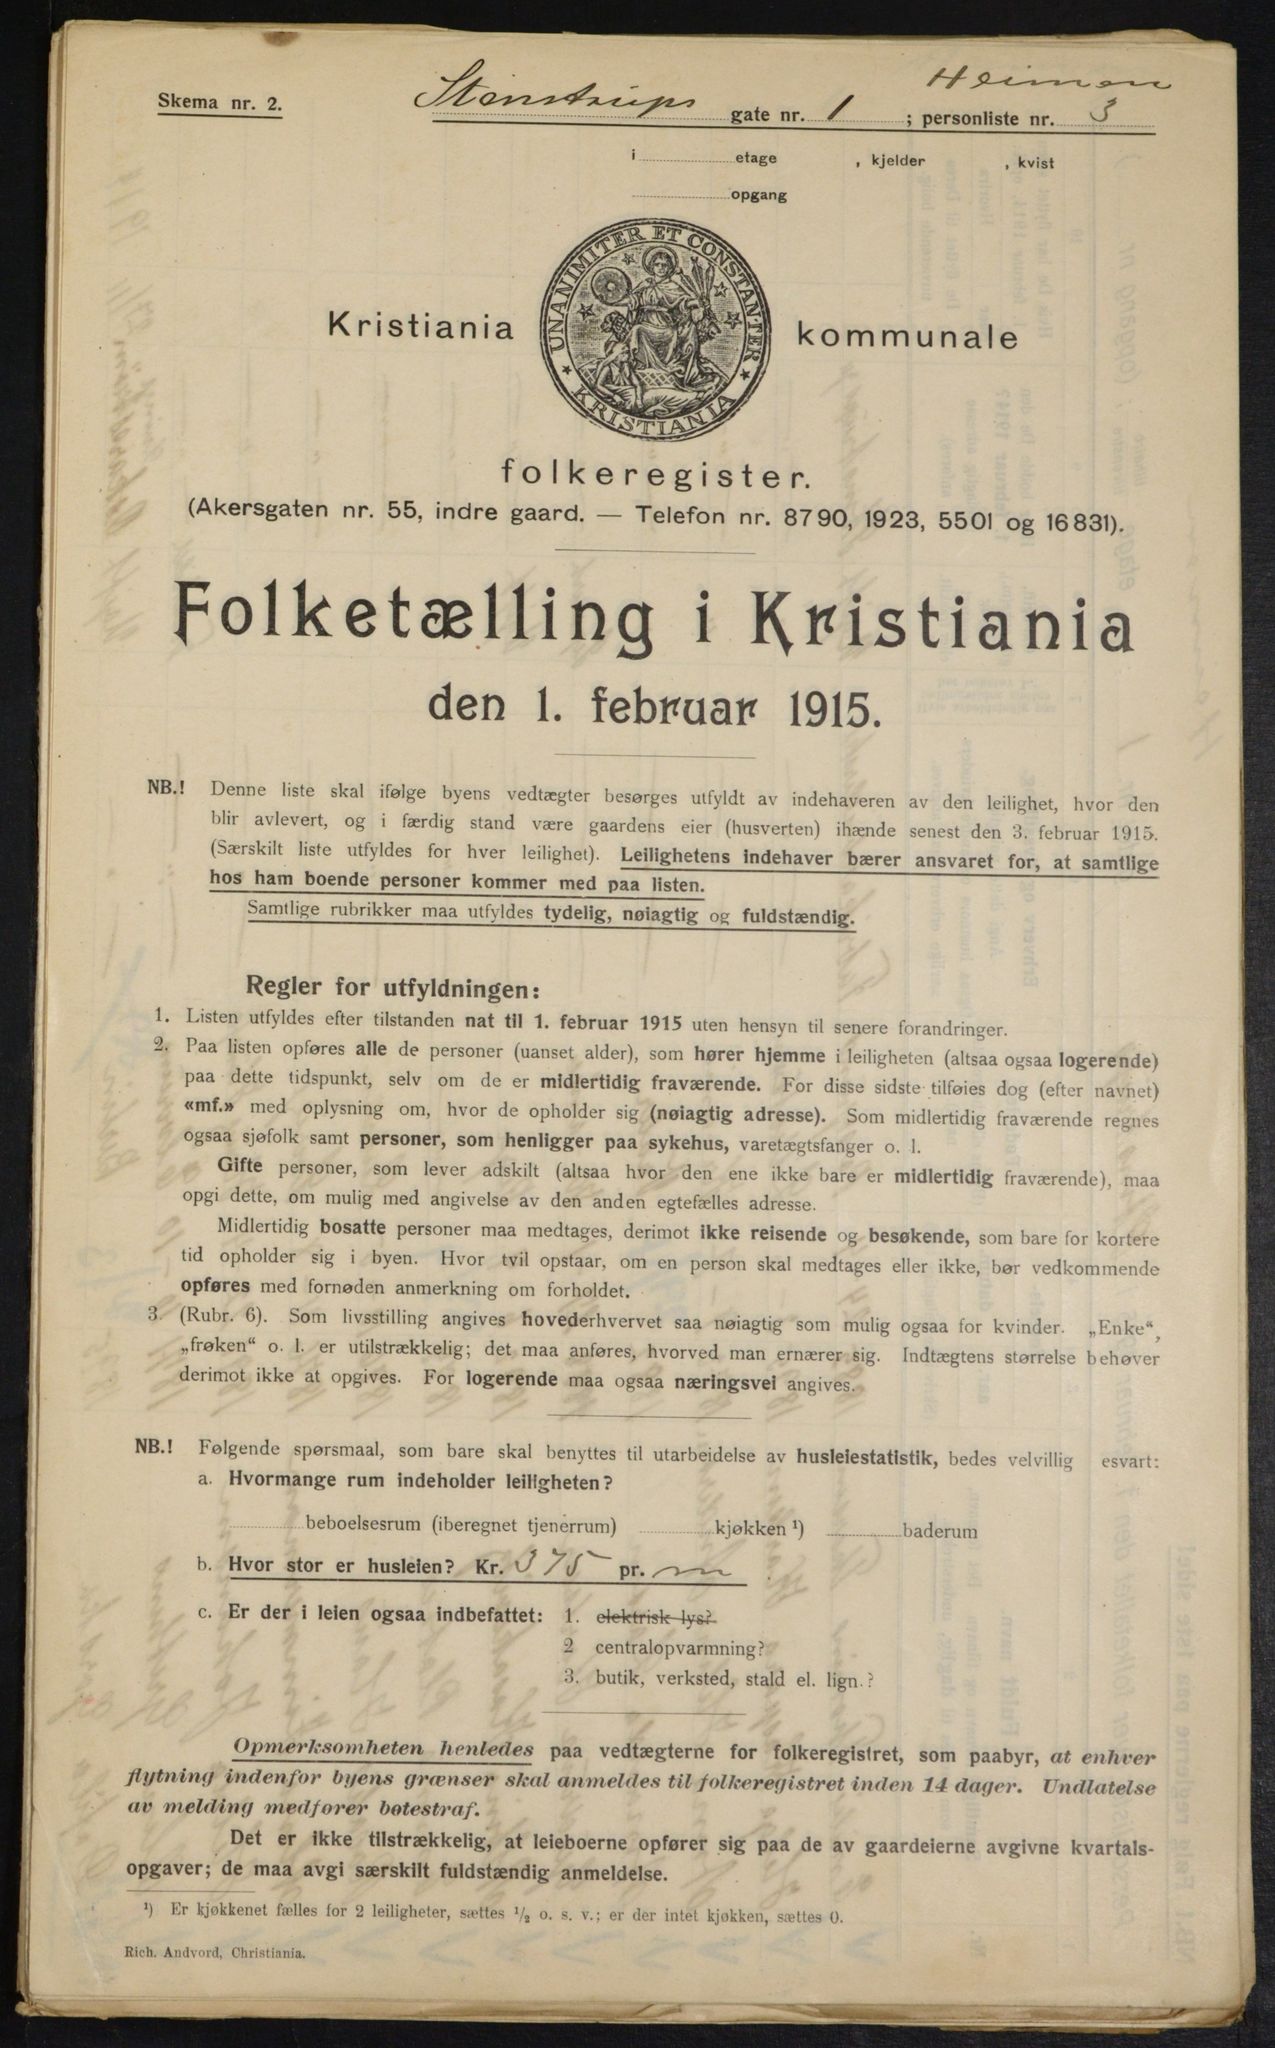 Heimen
Skema nr. 2.
Stenstrups gate nr. 1 ; personliste nr. 3
i etage , kjelder , kvist
opgang
UNANIMITER ET CONSTANTER
KRISTIANIA
Kristiania kommunale
folkeregister.
(Akersgaten nr. 55, indre gaard. — Telefon nr. 8790, 1923, 5501 og 16831).
Folketælling i Kristiania
den 1. februar 1915.
NB.! Denne liste skal ifølge byens vedtægter besørges utfyldt av indehaveren av den leilighet, hvor den
blir avlevert, og i færdig stand være gaardens eier (husverten) ihænde senest den 3. februar 1915.
(Særskilt liste utfyldes for hver leilighet). Leilighetens indehaver bærer ansvaret for, at samtlige
hos ham boende personer kommer med paa listen.
Samtlige rubrikker maa utfyldes tydelig, nøiagtig og fuldstændig.
Regler for utfyldningen:
1. Listen utfyldes efter tilstanden nat til 1. februar 1915 uten hensyn til senere forandringer.
2. Paa listen opføres alle de personer (uanset alder), som hører hjemme i leiligheten (altsaa ogsaa logerende)
paa dette tidspunkt, selv om de er midlertidig fraværende. For disse sidste tilføies dog (efter navnet)
«mf.» med oplysning om, hvor de opholder sig (nøiagtig adresse). Som midlertidig fraværende regnes
ogsaa sjøfolk samt personer, som henligger paa sykehus, varetægtsfanger o. l.
Gifte personer, som lever adskilt (altsaa hvor den ene ikke bare er midlertidig fraværende), maa
opgi dette, om mulig med angivelse av den anden egtefælles adresse.
Midlertidig bosatte personer maa medtages, derimot ikke reisende og besøkende, som bare for kortere
tid opholder sig i byen. Hvor tvil opstaar, om en person skal medtages eller ikke, bør vedkommende
opføres med fornøden anmerkning om forholdet.
3. (Rubr. 6). Som livsstilling angives hovederhvervet saa nøiagtig som mulig ogsaa for kvinder. „Enke“,
„frøken“ o. l. er utilstrækkelig; det maa anføres, hvorved man ernærer sig. Indtægtens størrelse behøver
derimot ikke at opgives. For logerende maa ogsaa næringsvei angives.
NB.! Følgende spørsmaal, som bare skal benyttes til utarbeidelse av husleiestatistik, bedes velvillig esvart:
a. Hvormange rum indeholder leiligheten?
beboelsesrum (iberegnet tjenerrum) kjøkken ¹) baderum
b. Hvor stor er husleien? Kr. 375 pr. m
c. Er der i leien ogsaa indbefattet: 1. elektrisk lys?
2 centralopvarmning?
3. butik, verksted, stald el. lign.?
Opmerksomheten henledes paa vedtægterne for folkeregistret, som paabyr, at enhver
flytning indenfor byens grænser skal anmeldes til folkeregistret inden 14 dager. Undlatelse
av melding medfører bøtestraf.
Det er ikke tilstrækkelig, at leieboerne opfører sig paa de av gaardeierne avgivne kvartals-
opgaver; de maa avgi særskilt fuldstændig anmeldelse.
¹) Er kjøkkenet fælles for 2 leiligheter, sættes ½ o. s. v.; er der intet kjøkken, sættes 0.
Rich. Andvord, Christiania.